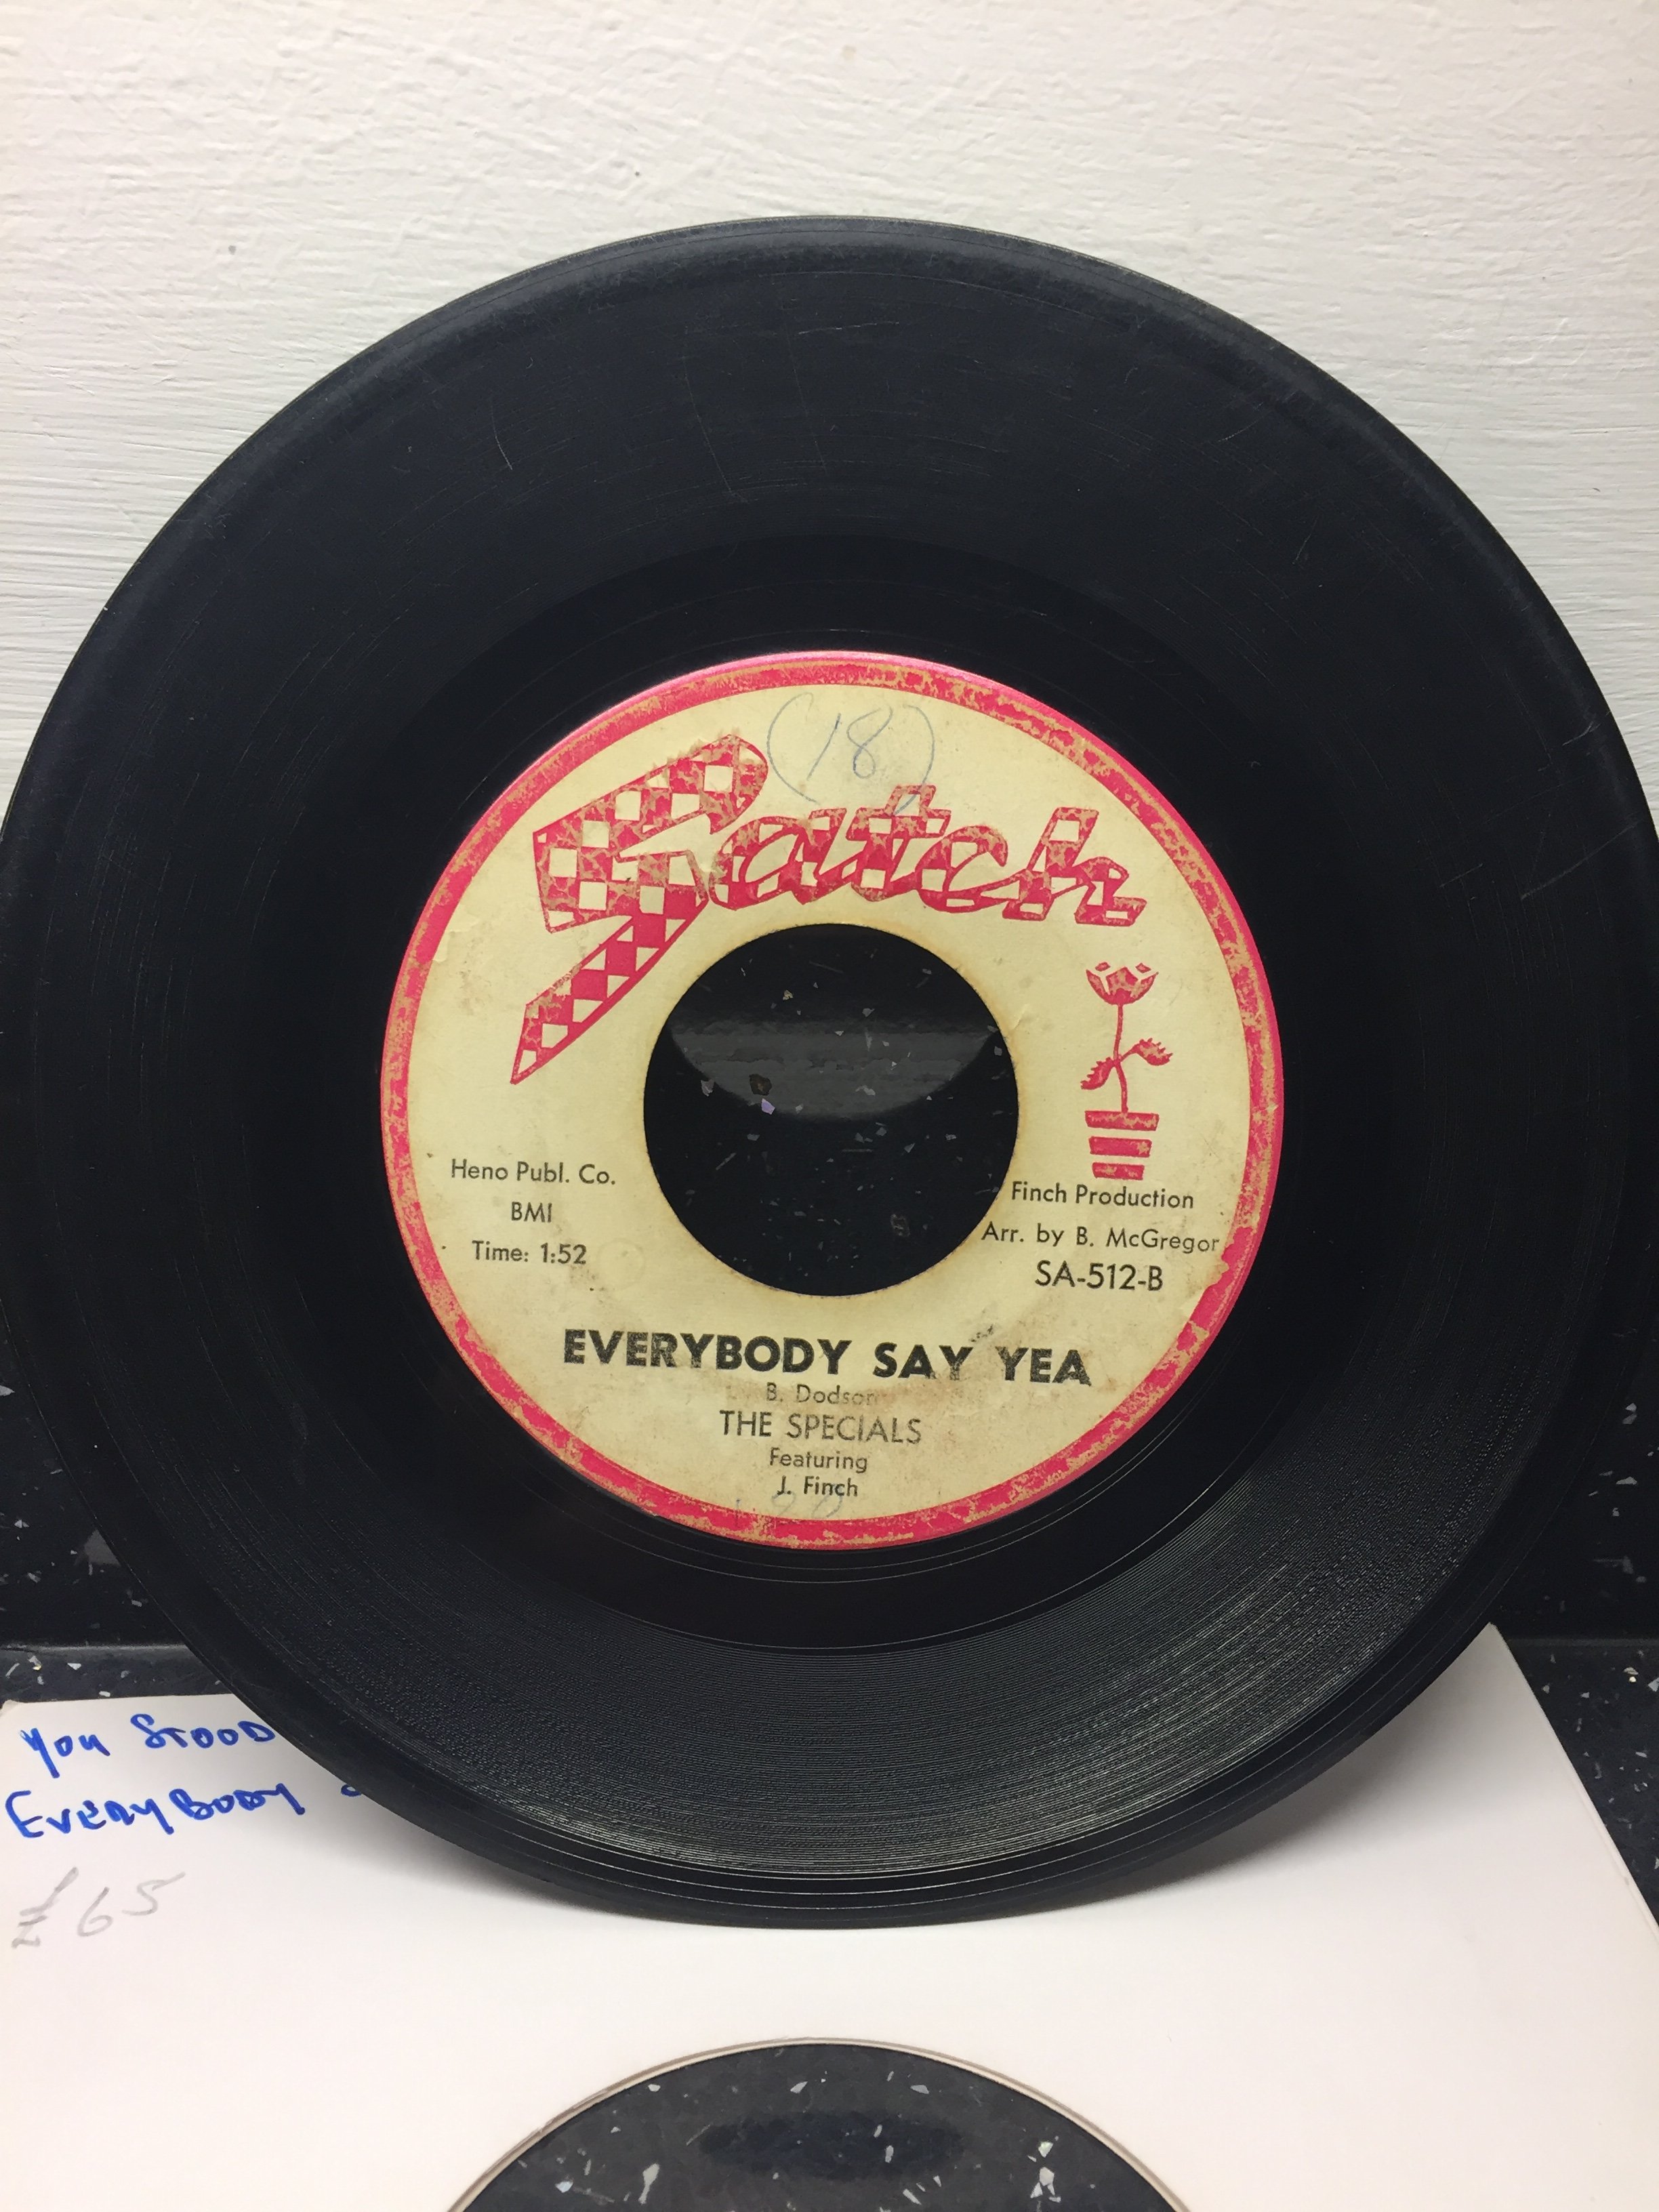 (18)
Satch
Heno Publ. Co.
BMI
Time: 1:52
Finch Production
Arr. by B. McGregor
SA-512-B
EVERYBODY SAY YEA
B. Dodson
THE SPECIALS
Featuring
J. Finch
You STOOD
EVERYBODY
£65